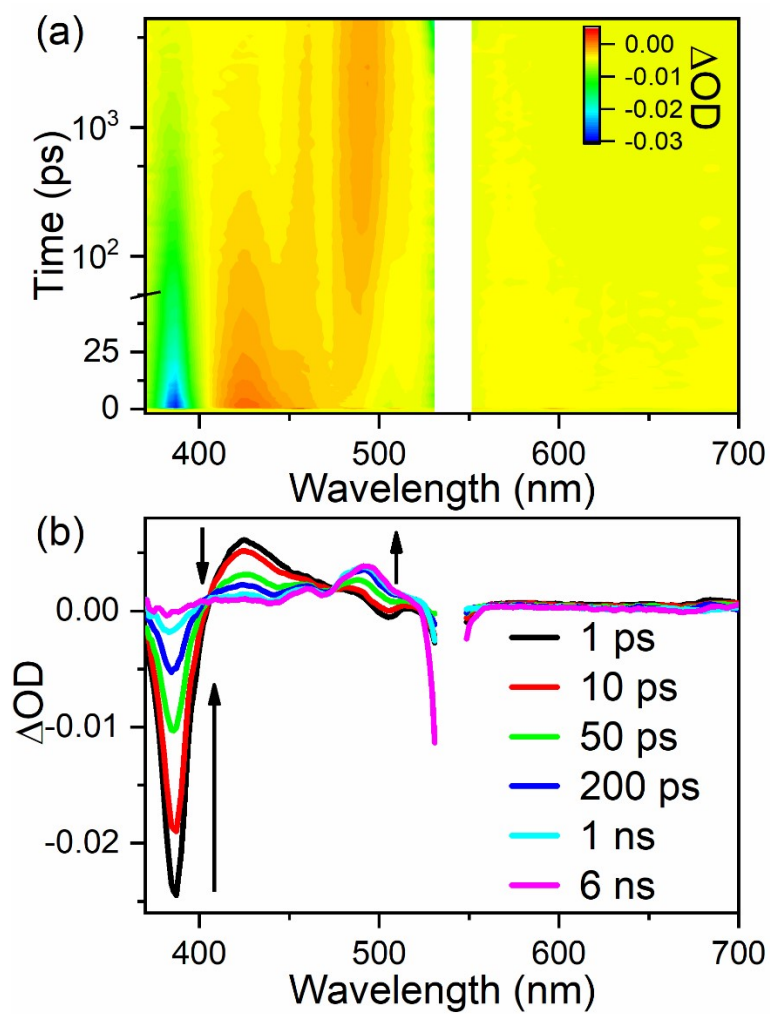 (a)
0.00
-0.01
-0.02
-0.03
ΔOD
Time (ps)
10³
10²
25
0
400 500 600 700
Wavelength (nm)
(b)
0.00
-0.01
-0.02
ΔOD
1 ps
10 ps
50 ps
200 ps
1 ns
6 ns
400 500 600 700
Wavelength (nm)